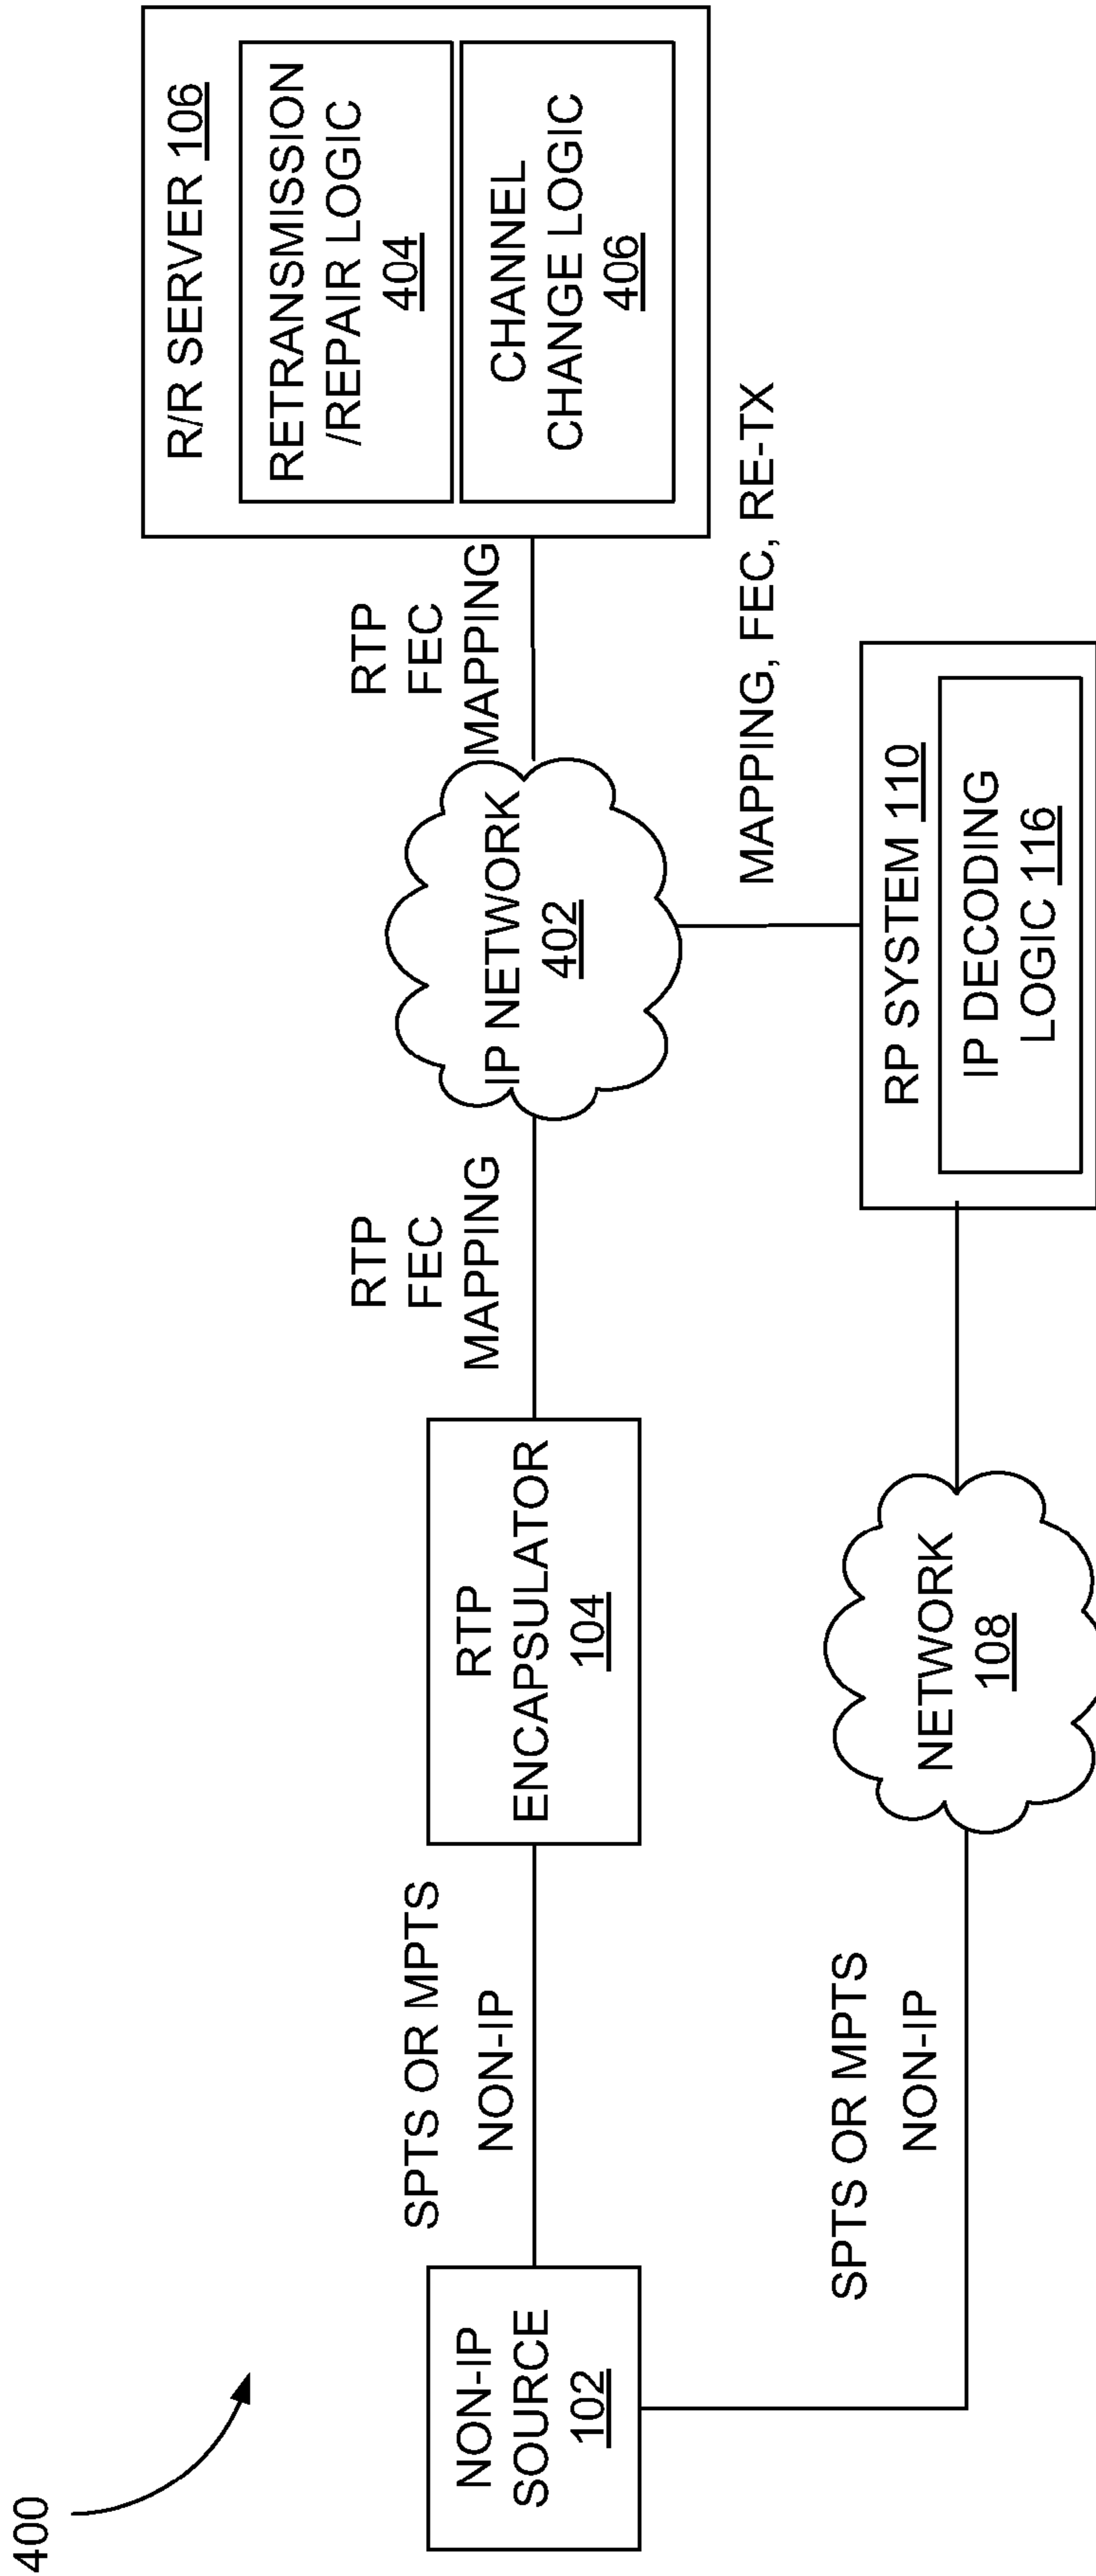 400
NON-IP
SOURCE
102
SPTS OR MPTS
NON-IP
RTP
ENCAPSULATOR
104
RTP
FEC
MAPPING
IP NETWORK
402
RTP
FEC
MAPPING
R/R SERVER 106
RETRANSMISSION
/REPAIR LOGIC
404
CHANNEL
CHANGE LOGIC
406
MAPPING, FEC, RE-TX
SPTS OR MPTS
NON-IP
NETWORK
108
RP SYSTEM 110
IP DECODING
LOGIC 116